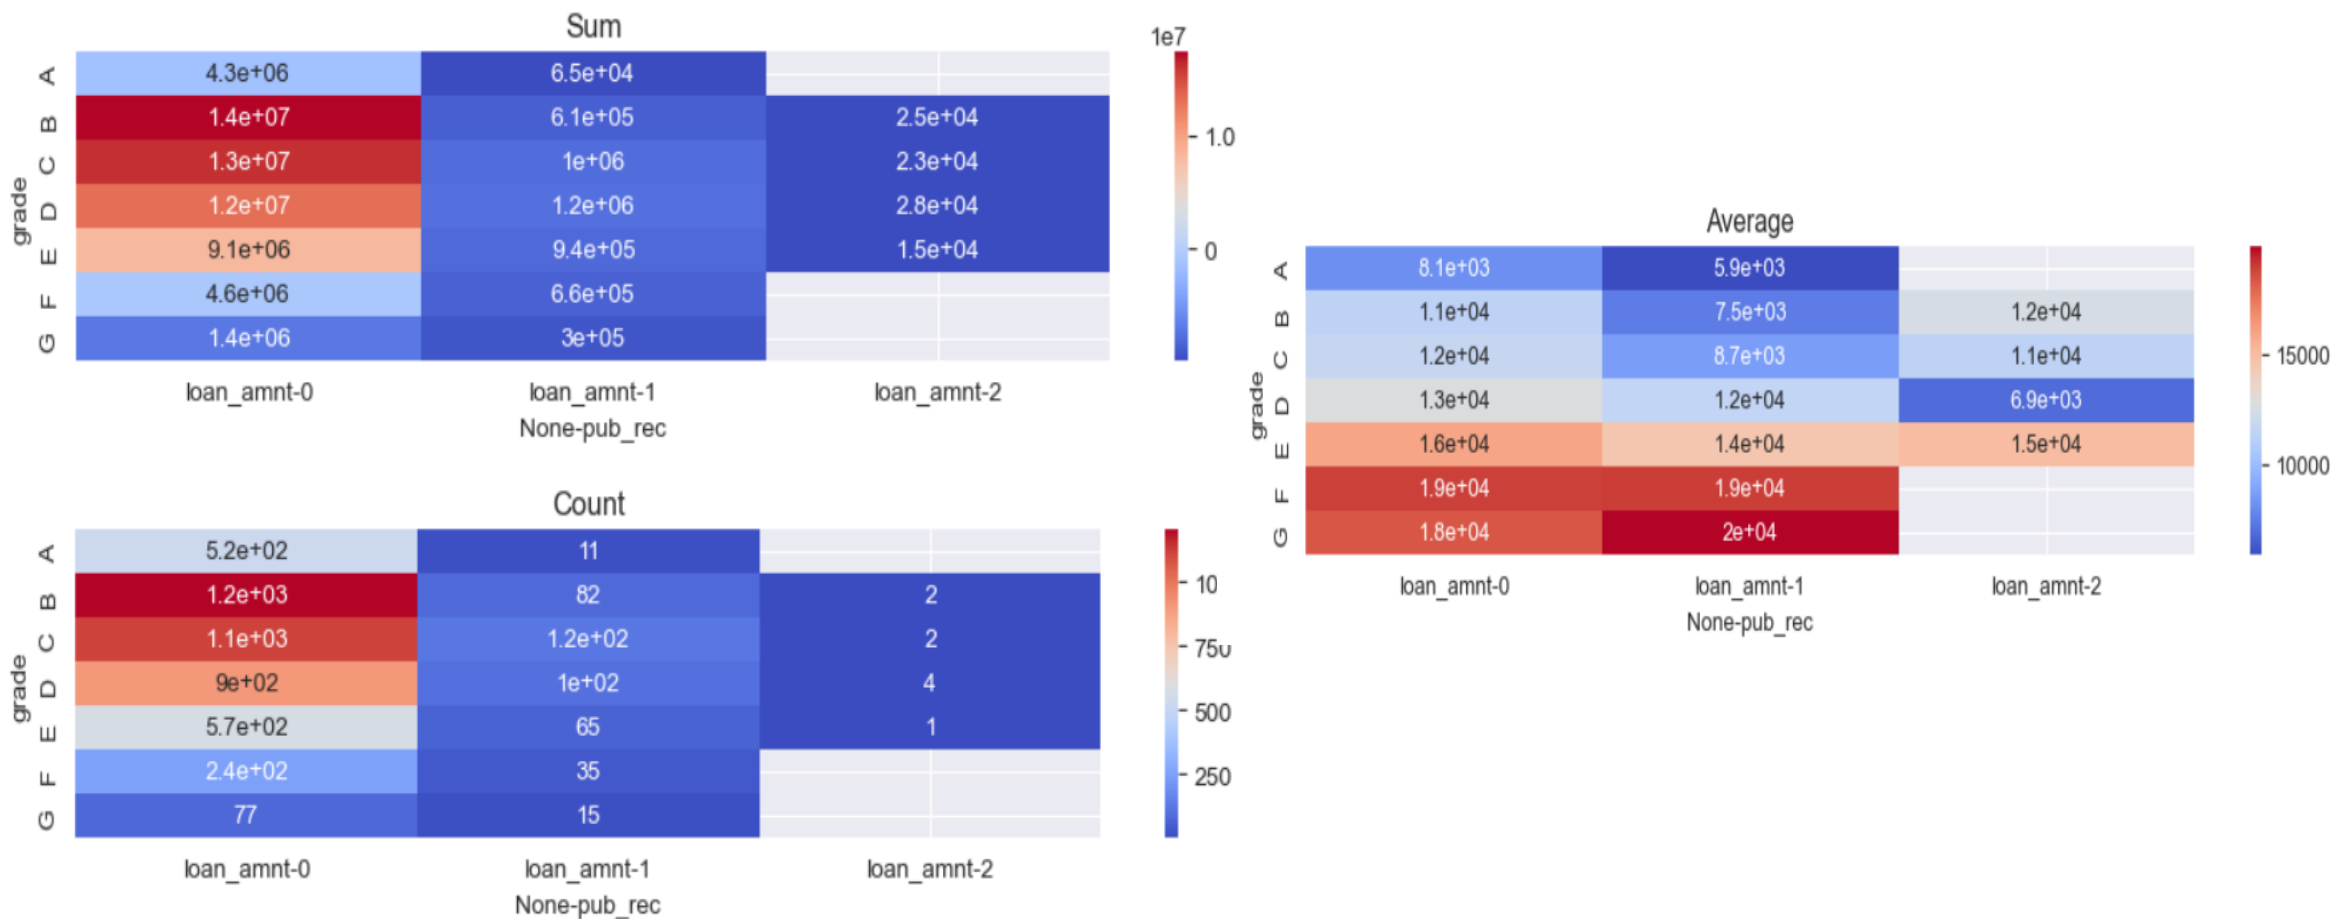 Sum
1e7
A 4.3e+06 6.5e+04
B 1.4e+07 6.1e+05 2.5e+04
C 1.3e+07 1e+06 2.3e+04
D 1.2e+07 1.2e+06 2.8e+04
E 9.1e+06 9.4e+05 1.5e+04
F 4.6e+06 6.6e+05
G 1.4e+06 3e+05
grade
1.0
0
loan_amnt-0 loan_amnt-1 loan_amnt-2
None-pub_rec
Count
A 5.2e+02 11
B 1.2e+03 82 2
C 1.1e+03 1.2e+02 2
D 9e+02 1e+02 4
E 5.7e+02 65 1
F 2.4e+02 35
G 77 15
grade
10
750
500
250
loan_amnt-0 loan_amnt-1 loan_amnt-2
None-pub_rec
Average
A 8.1e+03 5.9e+03
B 1.1e+04 7.5e+03 1.2e+04
C 1.2e+04 8.7e+03 1.1e+04
D 1.3e+04 1.2e+04 6.9e+03
E 1.6e+04 1.4e+04 1.5e+04
F 1.9e+04 1.9e+04
G 1.8e+04 2e+04
grade
15000
10000
loan_amnt-0 loan_amnt-1 loan_amnt-2
None-pub_rec